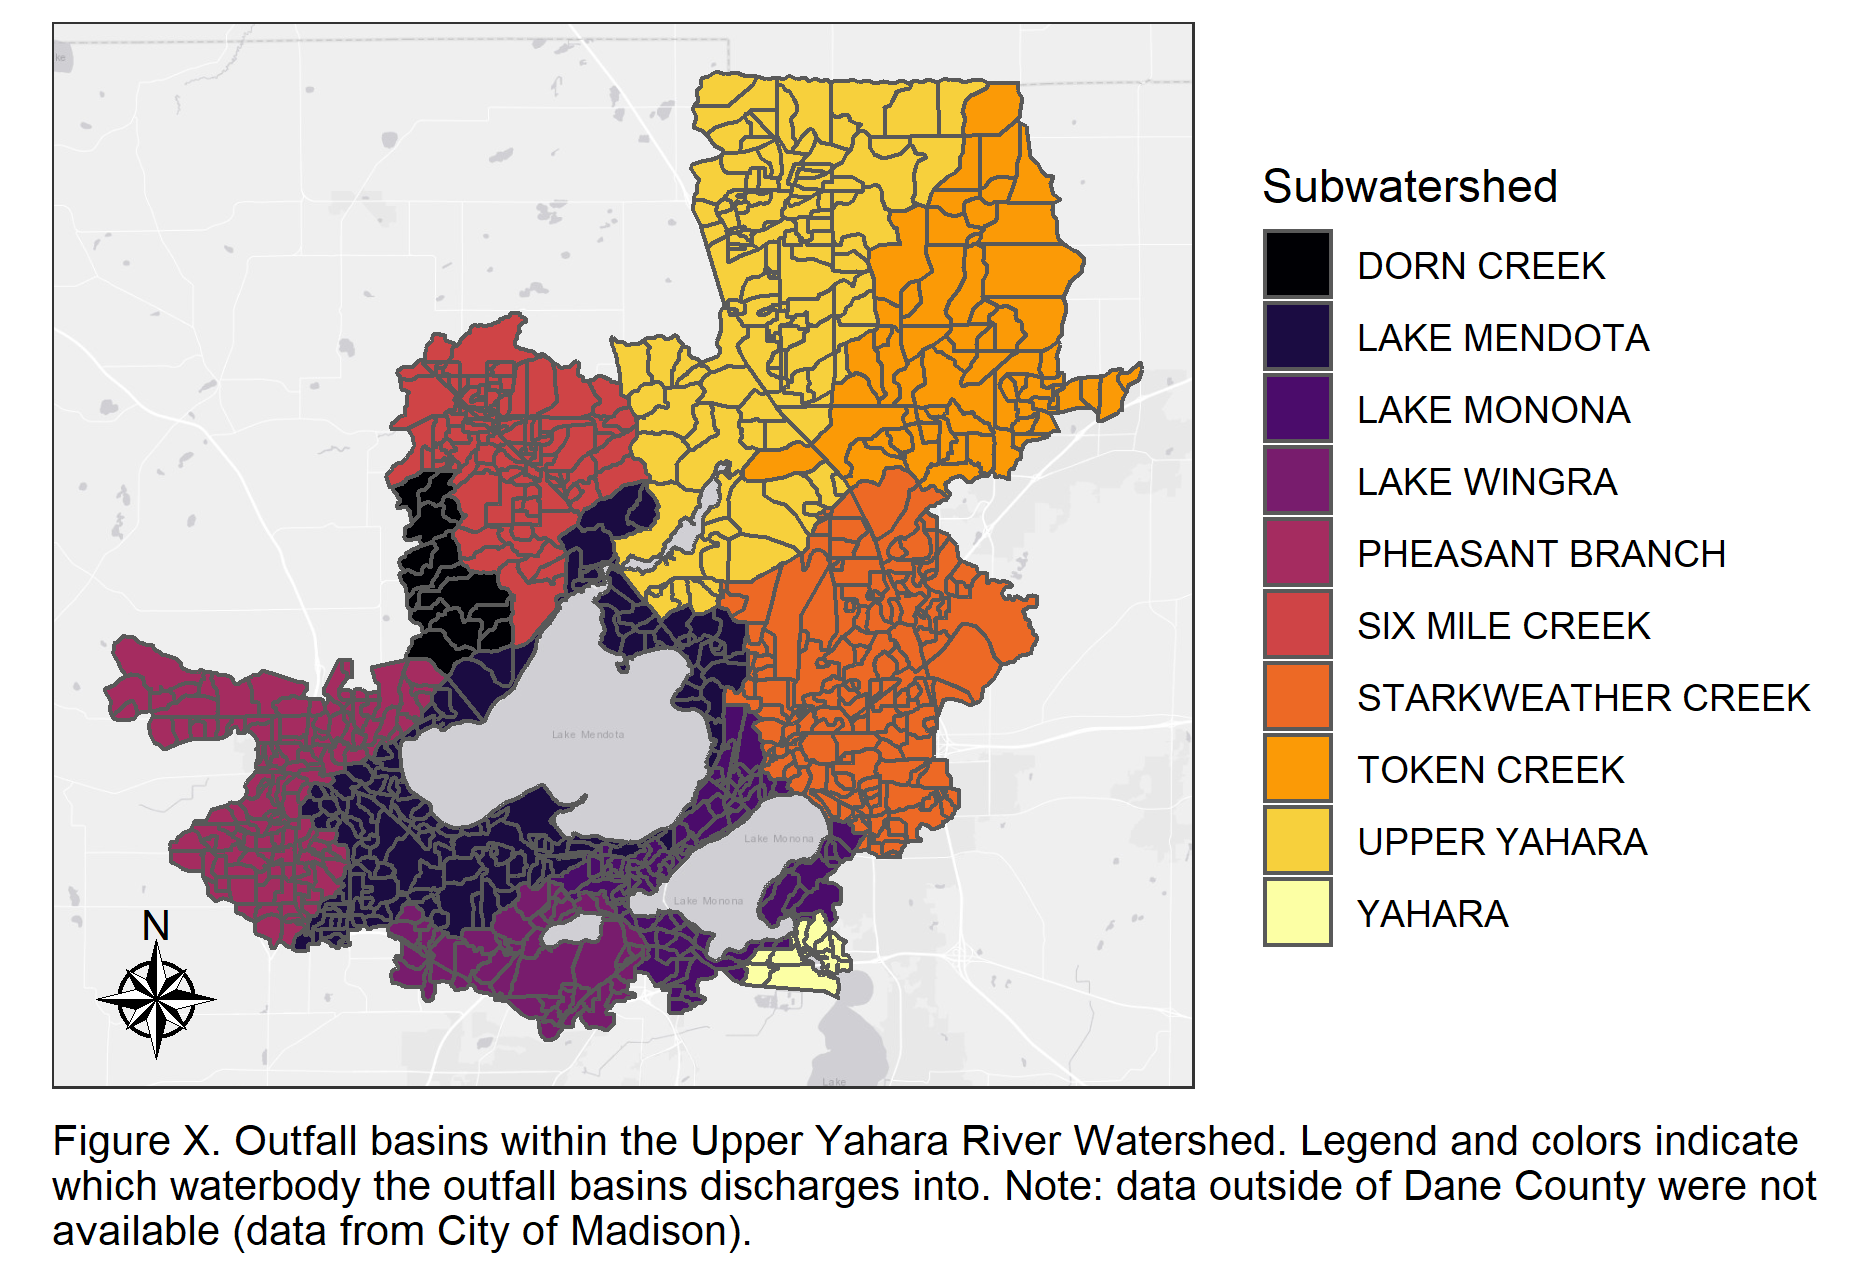 ke
Subwatershed
DORN CREEK
LAKE MENDOTA
LAKE MONONA
LAKE WINGRA
PHEASANT BRANCH
SIX MILE CREEK
STARKWEATHER CREEK
TOKEN CREEK
UPPER YAHARA
YAHARA
Lake Mendota
Lake Monona
Lake Monona
N
Lake
Figure X. Outfall basins within the Upper Yahara River Watershed. Legend and colors indicate
which waterbody the outfall basins discharges into. Note: data outside of Dane County were not
available (data from City of Madison).